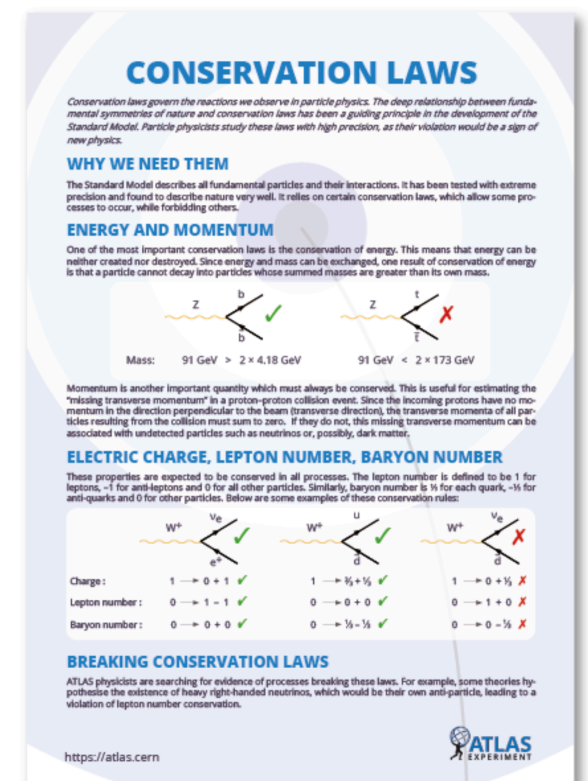 CONSERVATION LAWS
Conservation laws govern the reactions we observe in particle physics. The deep relationship between funda-
mental symmetries of nature and conservation laws has been a guiding principle in the development of the
Standard Model. Particle physicists study these laws with high precision, as their violation would be a sign of
new physics.
WHY WE NEED THEM
The Standard Model describes all fundamental particles and their interactions. It has been tested with extreme
precision and found to describe nature very well. It relies on certain conservation laws, which allow some pro-
cesses to occur, while forbidding others.
ENERGY AND MOMENTUM
One of the most important conservation laws is the conservation of energy. This means that energy can be
neither created nor destroyed. Since energy and mass can be exchanged, one result of conservation of energy
is that a particle cannot decay into particles whose summed masses are greater than its own mass.
Z b b̅ ✓ Z t t̅ ✗
Mass: 91 GeV > 2 × 4.18 GeV 91 GeV < 2 × 173 GeV
Momentum is another important quantity which must always be conserved. This is useful for estimating the
"missing transverse momentum" in a proton–proton collision event. Since the incoming protons have no mo-
mentum in the direction perpendicular to the beam (transverse direction), the transverse momenta of all par-
ticles resulting from the collision must sum to zero. If they do not, this missing transverse momentum can be
associated with undetected particles such as neutrinos or, possibly, dark matter.
ELECTRIC CHARGE, LEPTON NUMBER, BARYON NUMBER
These properties are expected to be conserved in all processes. The lepton number is defined to be 1 for
leptons, –1 for anti-leptons and 0 for all other particles. Similarly, baryon number is ⅓ for each quark, –⅓ for
anti-quarks and 0 for other particles. Below are some examples of these conservation rules:
W⁺ νe e⁺ ✓ W⁺ u d̅ ✓ W⁺ νe d̅ ✗
Charge : 1 → 0 + 1 ✓ 1 → ⅔ + ⅓ ✓ 1 → 0 + ⅓ ✗
Lepton number : 0 → 1 – 1 ✓ 0 → 0 + 0 ✓ 0 → 1 + 0 ✗
Baryon number : 0 → 0 + 0 ✓ 0 → ⅓ – ⅓ ✓ 0 → 0 – ⅓ ✗
BREAKING CONSERVATION LAWS
ATLAS physicists are searching for evidence of processes breaking these laws. For example, some theories hy-
pothesise the existence of heavy right-handed neutrinos, which would be their own anti-particle, leading to a
violation of lepton number conservation.
https://atlas.cern
ATLAS
EXPERIMENT